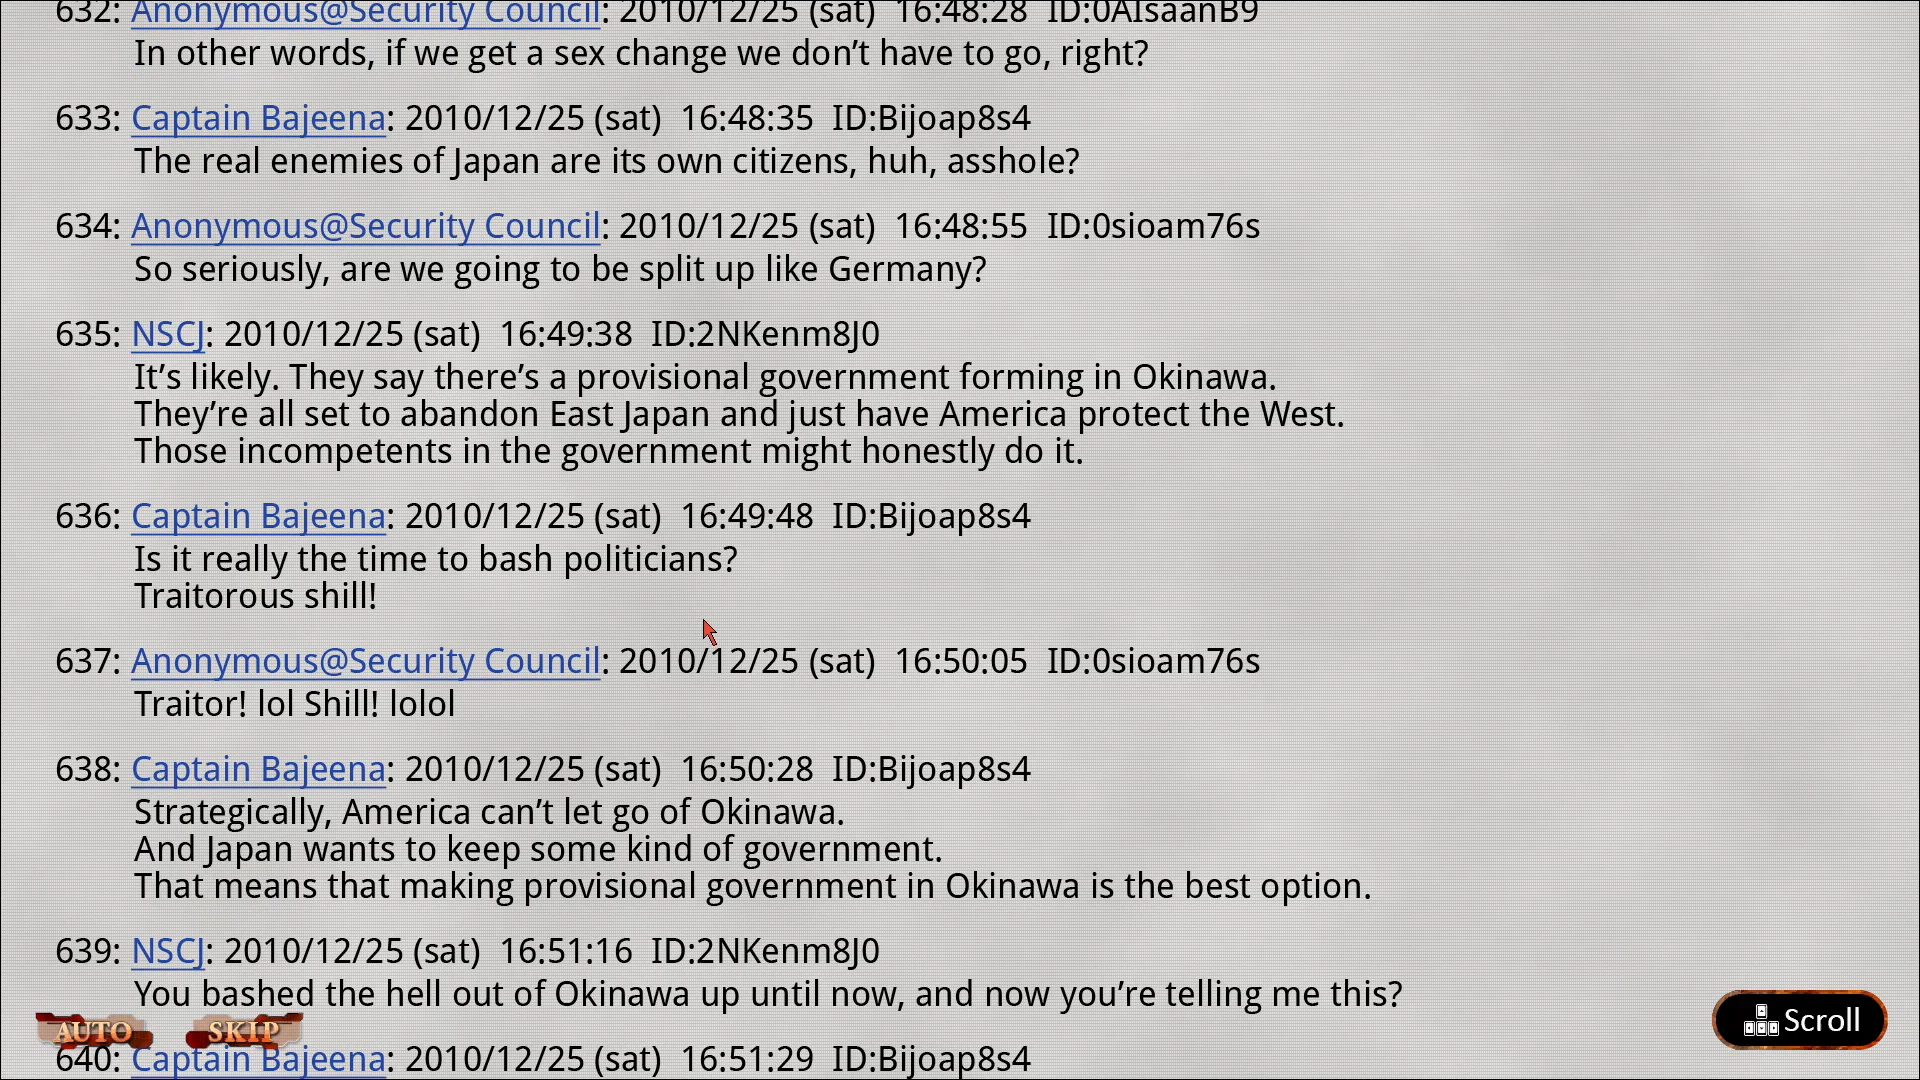 632: Anonymous@Security Council: 2010/12/25 (sat) 16:48:28 ID:0AIsaanB9
In other words, if we get a sex change we don’t have to go, right?
633: Captain Bajeena: 2010/12/25 (sat) 16:48:35 ID:Bijoap8s4
The real enemies of Japan are its own citizens, huh, asshole?
634: Anonymous@Security Council: 2010/12/25 (sat) 16:48:55 ID:0sioam76s
So seriously, are we going to be split up like Germany?
635: NSCJ: 2010/12/25 (sat) 16:49:38 ID:2NKenm8J0
It’s likely. They say there’s a provisional government forming in Okinawa.
They’re all set to abandon East Japan and just have America protect the West.
Those incompetents in the government might honestly do it.
636: Captain Bajeena: 2010/12/25 (sat) 16:49:48 ID:Bijoap8s4
Is it really the time to bash politicians?
Traitorous shill!
637: Anonymous@Security Council: 2010/12/25 (sat) 16:50:05 ID:0sioam76s
Traitor! lol Shill! lolol
638: Captain Bajeena: 2010/12/25 (sat) 16:50:28 ID:Bijoap8s4
Strategically, America can’t let go of Okinawa.
And Japan wants to keep some kind of government.
That means that making provisional government in Okinawa is the best option.
639: NSCJ: 2010/12/25 (sat) 16:51:16 ID:2NKenm8J0
You bashed the hell out of Okinawa up until now, and now you’re telling me this?
AUTO SKIP
Scroll
640: Captain Bajeena: 2010/12/25 (sat) 16:51:29 ID:Bijoap8s4